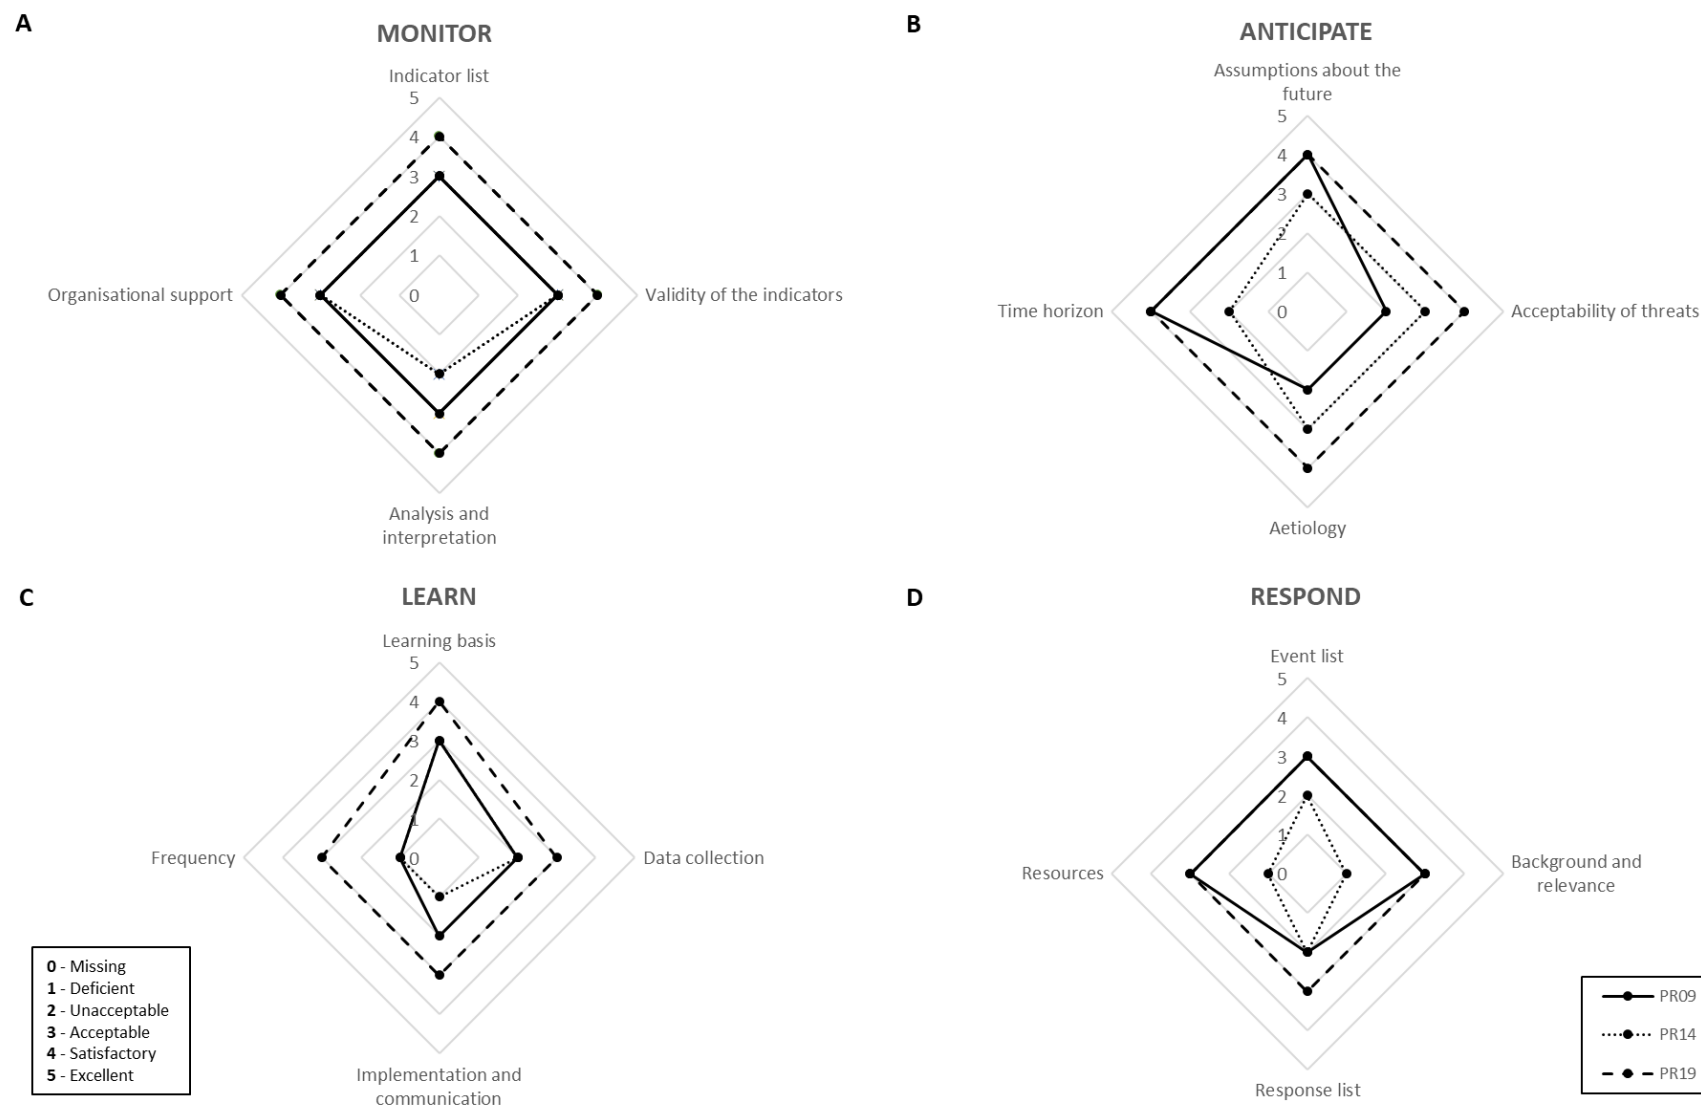 A
MONITOR
Indicator list
5
4
3
2
1
0
Organisational support
Validity of the indicators
Analysis and
interpretation
B
ANTICIPATE
Assumptions about the
future
5
4
3
2
1
0
Time horizon
Acceptability of threats
Aetiology
C
LEARN
Learning basis
5
4
3
2
1
0
Frequency
Data collection
Implementation and
communication
0 - Missing
1 - Deficient
2 - Unacceptable
3 - Acceptable
4 - Satisfactory
5 - Excellent
D
RESPOND
Event list
5
4
3
2
1
0
Resources
Background and
relevance
Response list
PR09
PR14
PR19